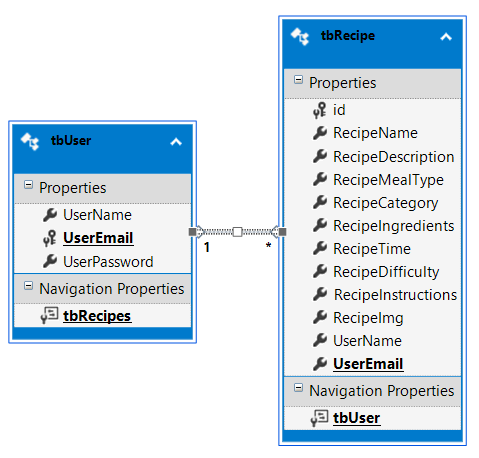 tbUser
Properties
UserName
UserEmail
UserPassword
Navigation Properties
tbRecipes
1
*
tbRecipe
Properties
id
RecipeName
RecipeDescription
RecipeMealType
RecipeCategory
RecipeIngredients
RecipeTime
RecipeDifficulty
RecipeInstructions
RecipeImg
UserName
UserEmail
Navigation Properties
tbUser